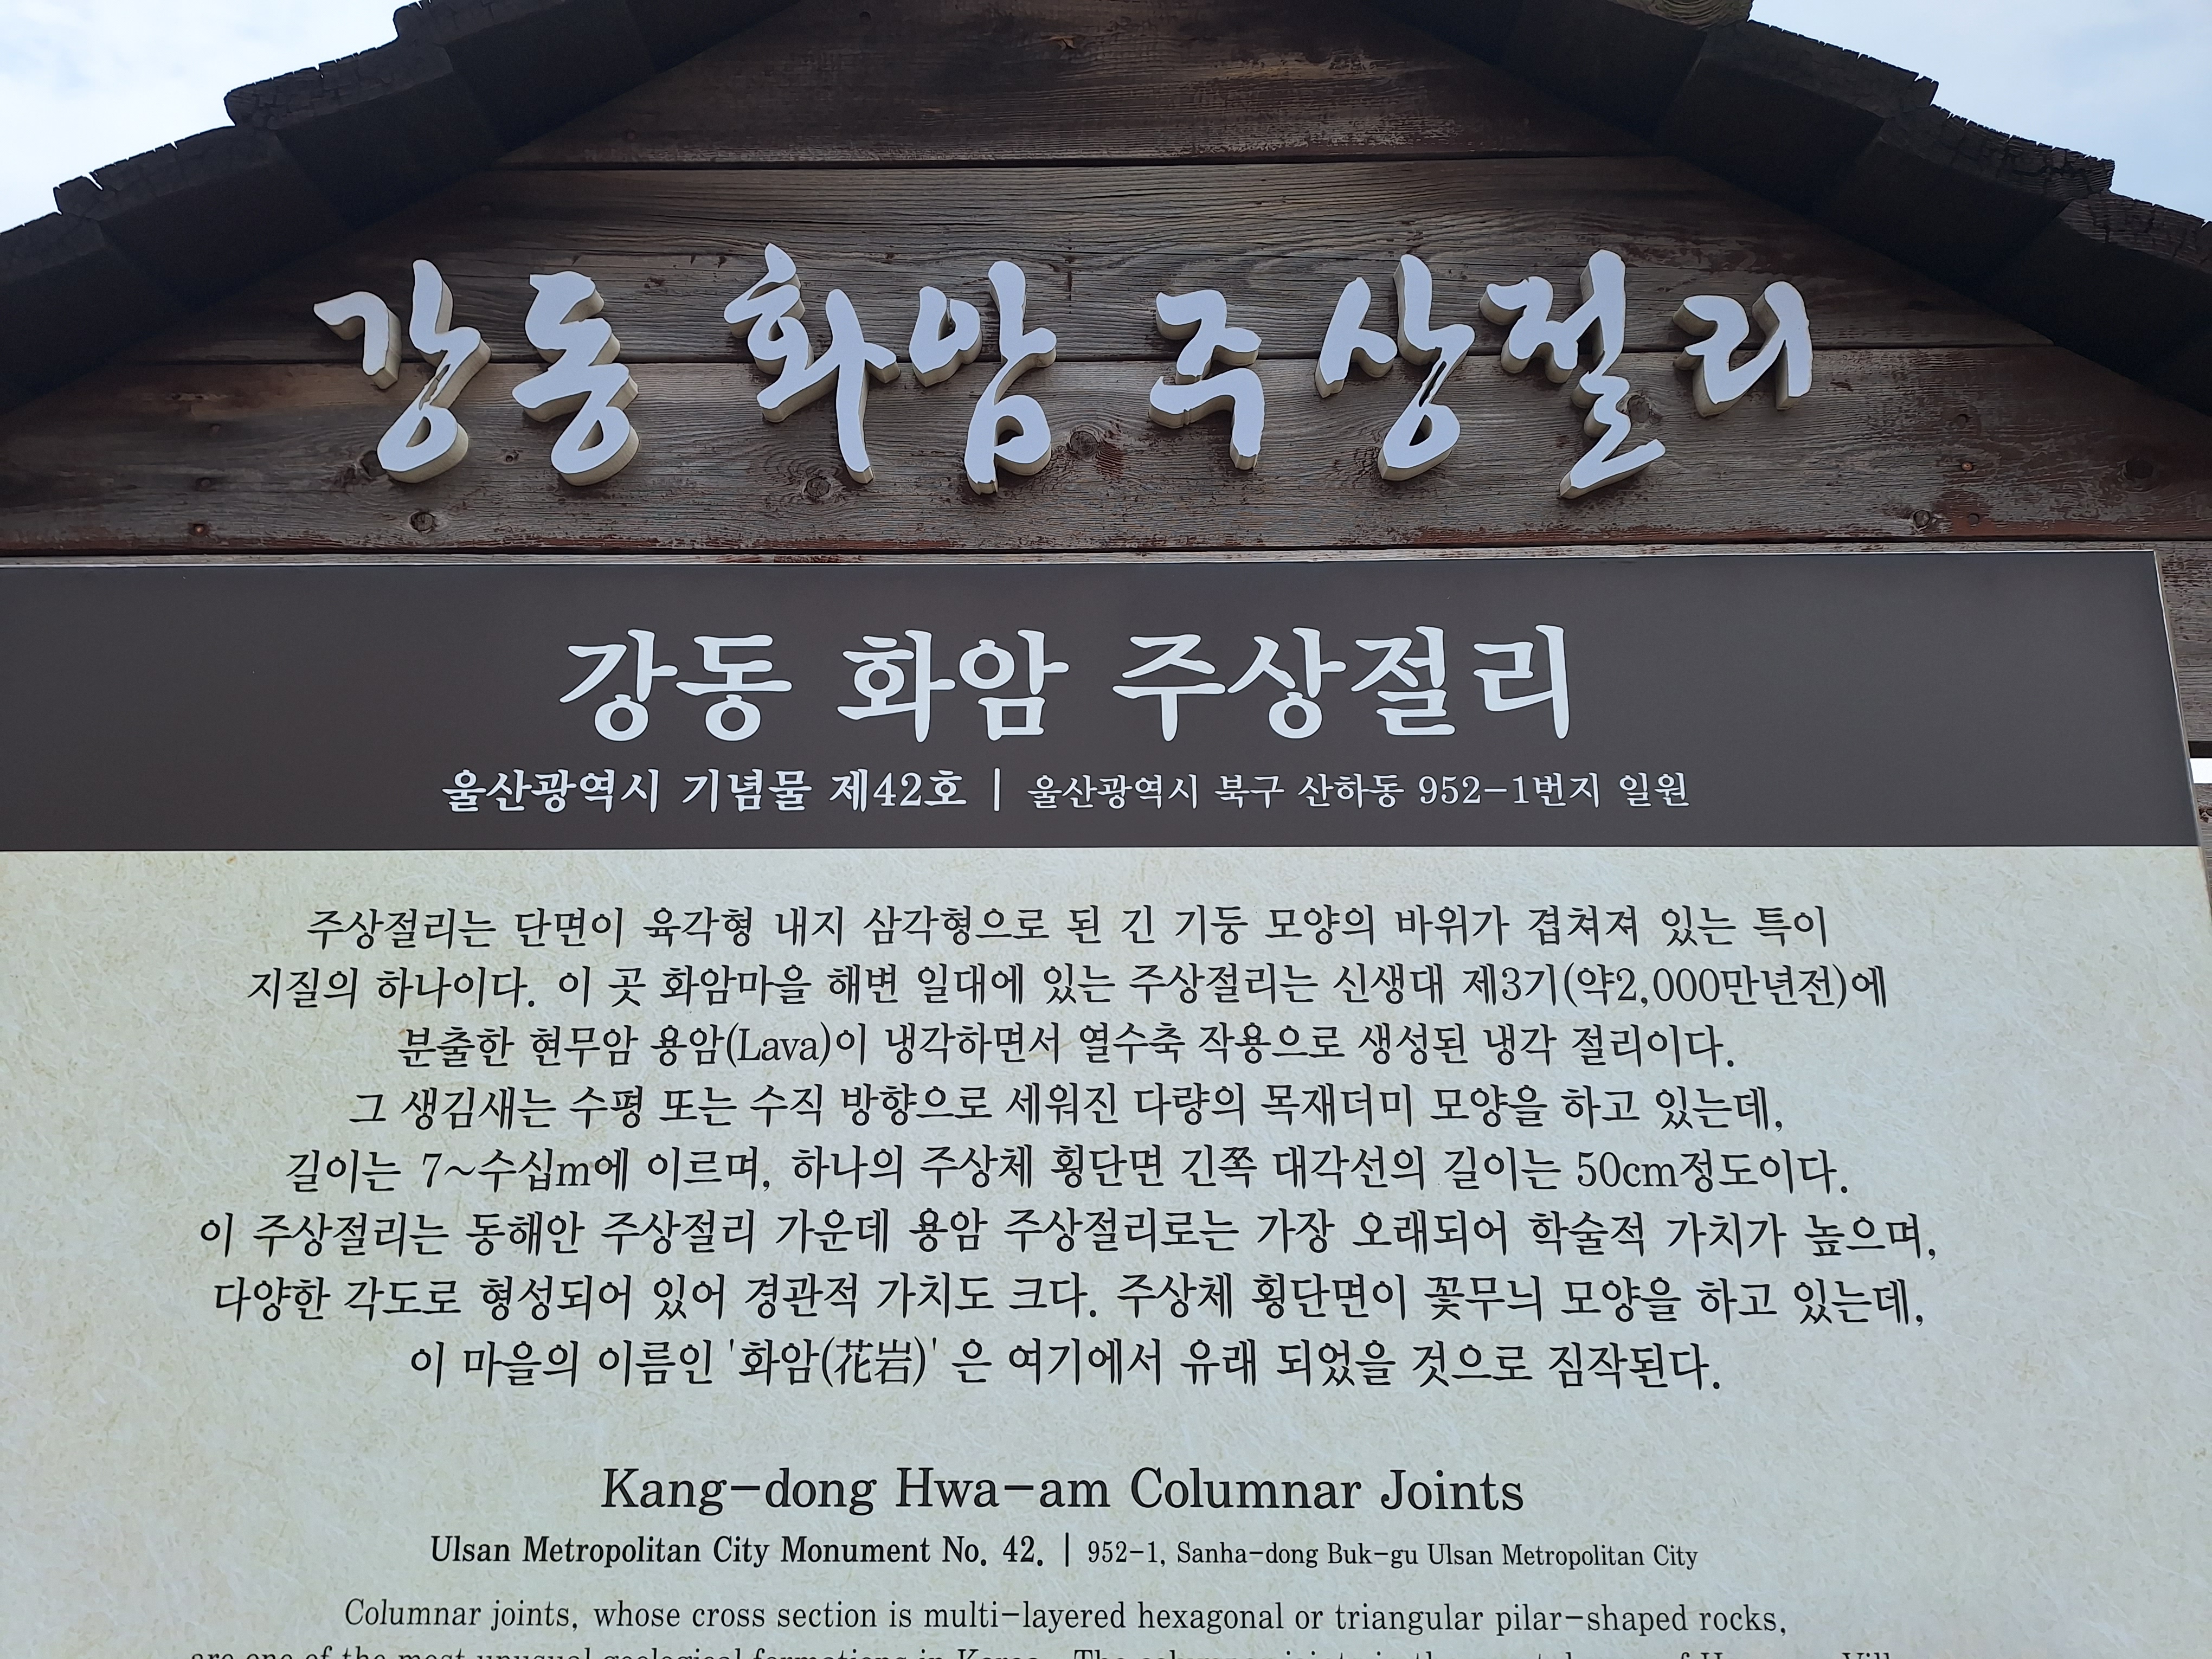 강동 화암 주상절리
강동 화암 주상절리
울산광역시 기념물 제42호 | 울산광역시 북구 산하동 952-1번지 일원
주상절리는 단면이 육각형 내지 삼각형으로 된 긴 기둥 모양의 바위가 겹쳐져 있는 특이
지질의 하나이다. 이 곳 화암마을 해변 일대에 있는 주상절리는 신생대 제3기(약2,000만년전)에
분출한 현무암 용암(Lava)이 냉각하면서 열수축 작용으로 생성된 냉각 절리이다.
그 생김새는 수평 또는 수직 방향으로 세워진 다량의 목재더미 모양을 하고 있는데,
길이는 7~수십m에 이르며, 하나의 주상체 횡단면 긴쪽 대각선의 길이는 50cm정도이다.
이 주상절리는 동해안 주상절리 가운데 용암 주상절리로는 가장 오래되어 학술적 가치가 높으며,
다양한 각도로 형성되어 있어 경관적 가치도 크다. 주상체 횡단면이 꽃무늬 모양을 하고 있는데,
이 마을의 이름인 '화암(花岩)' 은 여기에서 유래 되었을 것으로 짐작된다.
Kang-dong Hwa-am Columnar Joints
Ulsan Metropolitan City Monument No. 42. | 952-1, Sanha-dong Buk-gu Ulsan Metropolitan City
Columnar joints, whose cross section is multi-layered hexagonal or triangular pilar-shaped rocks,
are one of the most unusual geological formations in Korea. The columnar joints in the